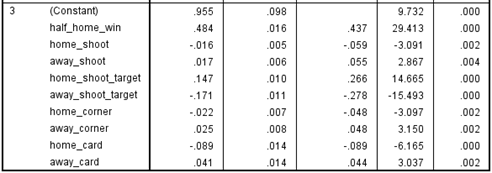 3 (Constant) .955 .098 9.732 .000
half_home_win .484 .016 .437 29.413 .000
home_shoot -.016 .005 -.059 -3.091 .002
away_shoot .017 .006 .055 2.867 .004
home_shoot_target .147 .010 .266 14.665 .000
away_shoot_target -.171 .011 -.278 -15.493 .000
home_corner -.022 .007 -.048 -3.097 .002
away_corner .025 .008 .048 3.150 .002
home_card -.089 .014 -.089 -6.165 .000
away_card .041 .014 .044 3.037 .002